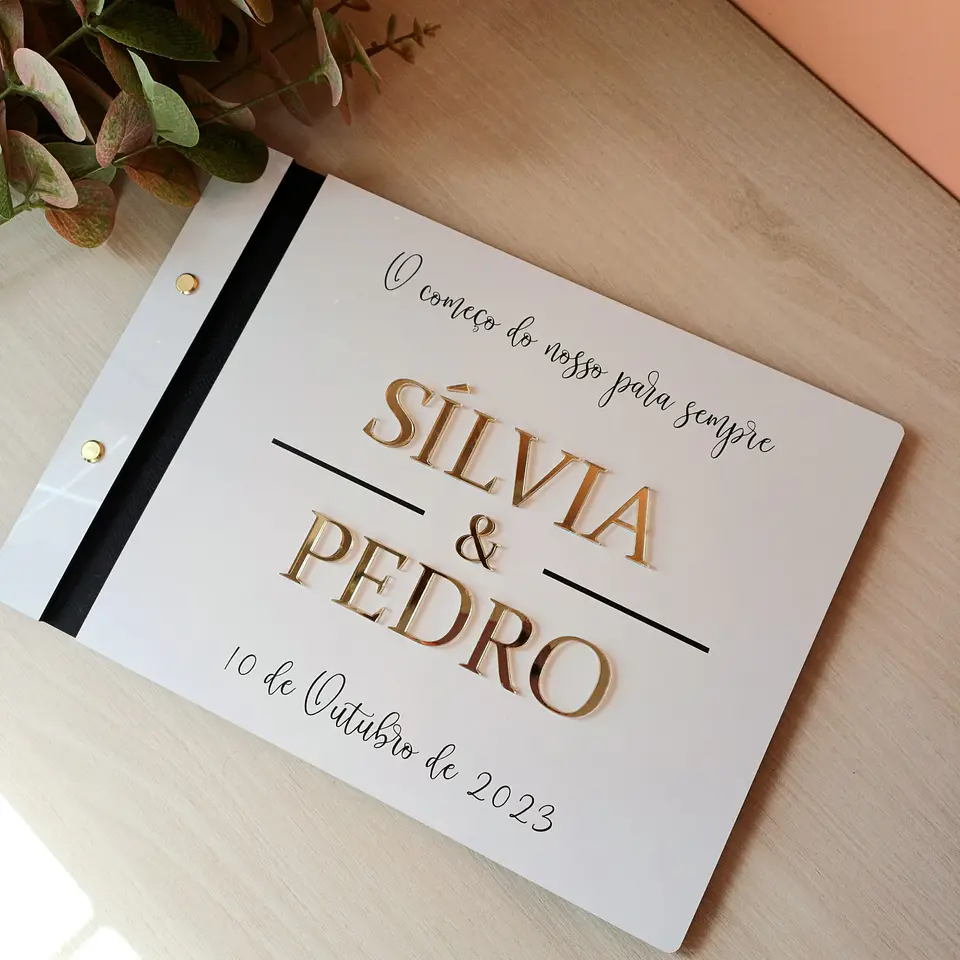 O começo do nosso para sempre
SÍLVIA
&
PEDRO
10 de Outubro de 2023